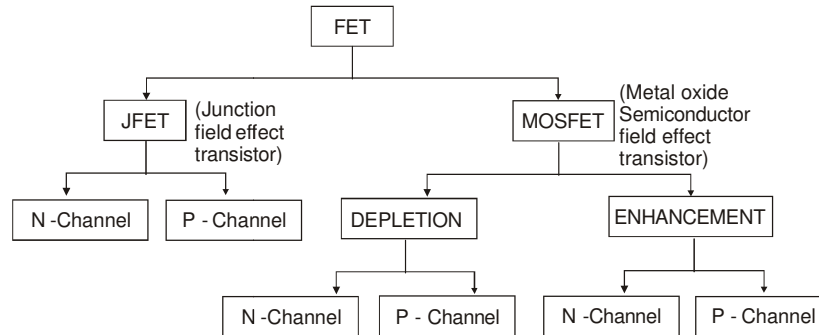 FET
JFET
(Junction
field effect
transistor)
MOSFET
(Metal oxide
Semiconductor
field effect
transistor)
N -Channel
P - Channel
DEPLETION
ENHANCEMENT
N -Channel
P - Channel
N -Channel
P - Channel